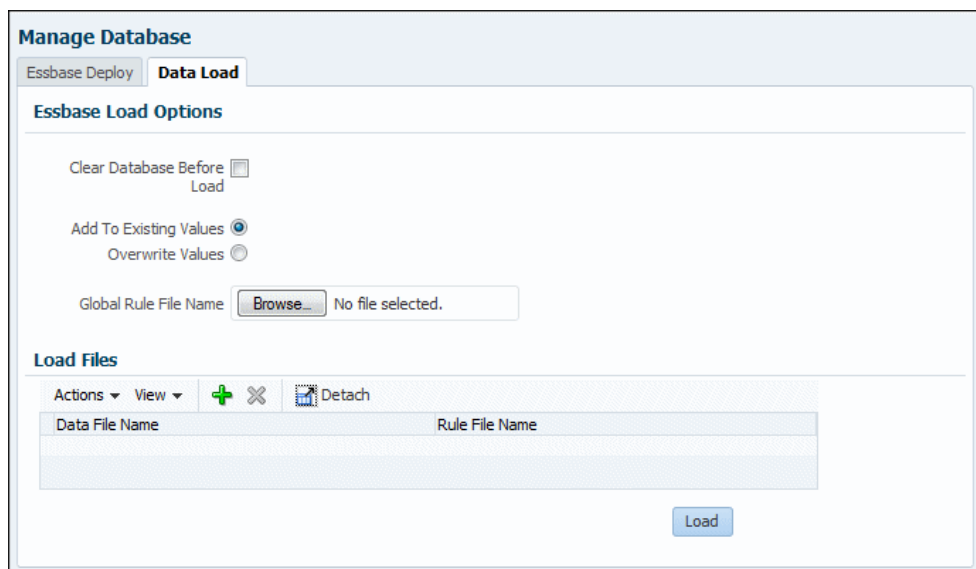 Manage Database
Essbase Deploy Data Load
Essbase Load Options
Clear Database Before
Load
Add To Existing Values
Overwrite Values
Global Rule File Name Browse... No file selected.
Load Files
Actions View Detach
Data File Name Rule File Name
Load